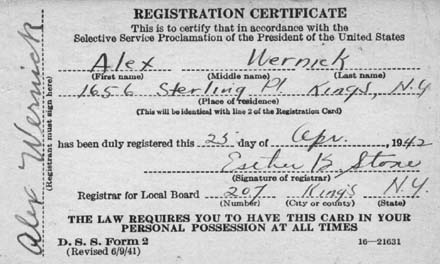 REGISTRATION CERTIFICATE
This is to certify that in accordance with the
Selective Service Proclamation of the President of the United States
Alex Wernick
(First name) (Middle name) (Last name)
1656 Sterling Pl. Kings, N.Y.
(Place of residence)
(This will be identical with line 2 of the Registration Card)
has been duly registered this 25 day of Apr. , 1942
Esther B Stone
(Signature of registrar)
Registrar for Local Board 207 Kings N.Y.
(Number) (City or county) (State)
THE LAW REQUIRES YOU TO HAVE THIS CARD IN YOUR
PERSONAL POSSESSION AT ALL TIMES
D. S. S. Form 2
(Revised 6/9/41) 16—21631
Alex Wernick
(Registrant must sign here)